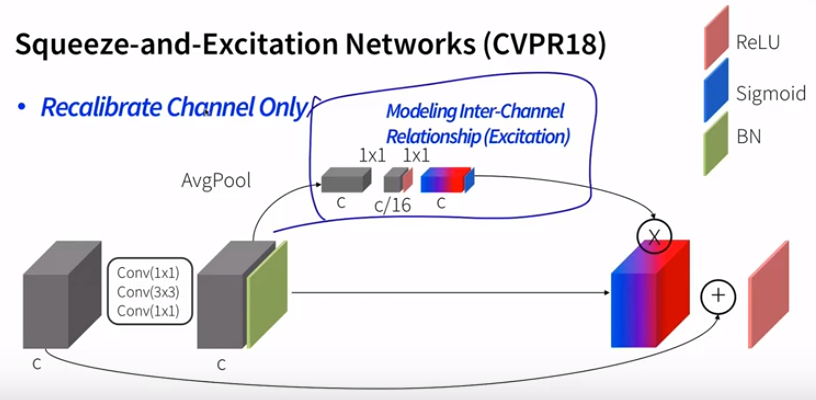 Squeeze-and-Excitation Networks (CVPR18)
ReLU
Sigmoid
BN
• Recalibrate Channel Only
Modeling Inter-Channel
Relationship (Excitation)
1x1 1x1
AvgPool
C c/16 C
X
Conv(1x1)
Conv(3x3)
Conv(1x1)
+
C C